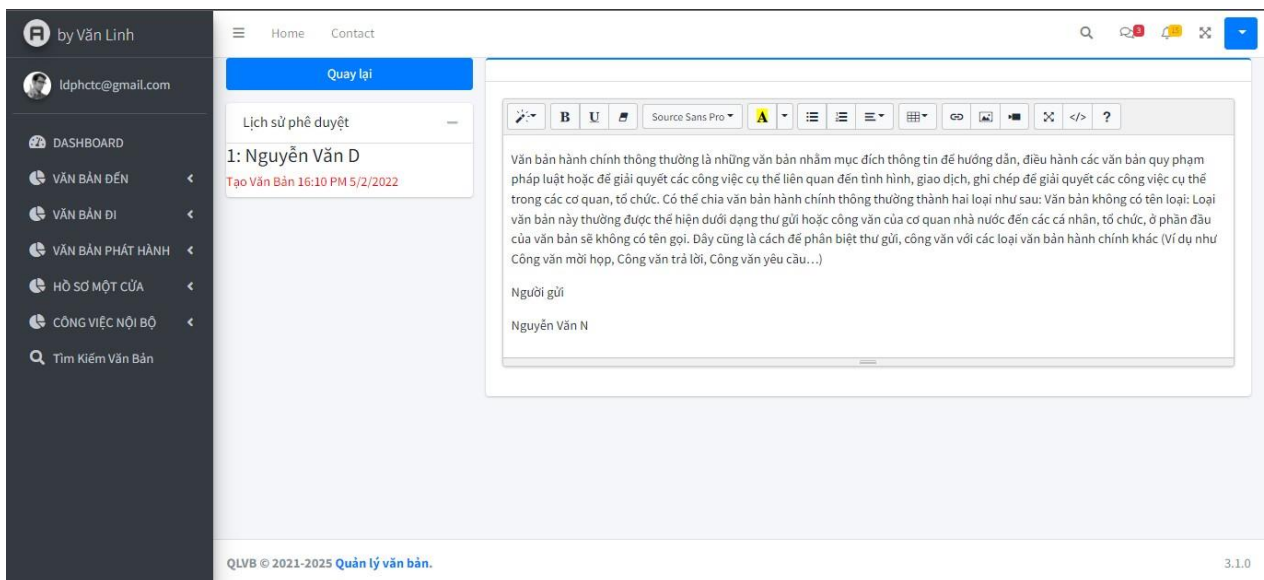 by Văn Linh
Home Contact
3
15
ldphctc@gmail.com
DASHBOARD
VĂN BẢN ĐẾN
VĂN BẢN ĐI
VĂN BẢN PHÁT HÀNH
HỒ SƠ MỘT CỬA
CÔNG VIỆC NỘI BỘ
Tìm Kiếm Văn Bản
Quay lại
Lịch sử phê duyệt
1: Nguyễn Văn D
Tạo Văn Bản 16:10 PM 5/2/2022
B U Source Sans Pro A </> ?
Văn bản hành chính thông thường là những văn bản nhằm mục đích thông tin để hướng dẫn, điều hành các văn bản quy phạm
pháp luật hoặc để giải quyết các công việc cụ thể liên quan đến tình hình, giao dịch, ghi chép để giải quyết các công việc cụ thể
trong các cơ quan, tổ chức. Có thể chia văn bản hành chính thông thường thành hai loại như sau: Văn bản không có tên loại: Loại
văn bản này thường được thể hiện dưới dạng thư gửi hoặc công văn của cơ quan nhà nước đến các cá nhân, tổ chức, ở phần đầu
của văn bản sẽ không có tên gọi. Đây cũng là cách để phân biệt thư gửi, công văn với các loại văn bản hành chính khác (Ví dụ như
Công văn mời họp, Công văn trả lời, Công văn yêu cầu…)
Người gửi
Nguyễn Văn N
QLVB © 2021-2025 Quản lý văn bản.
3.1.0